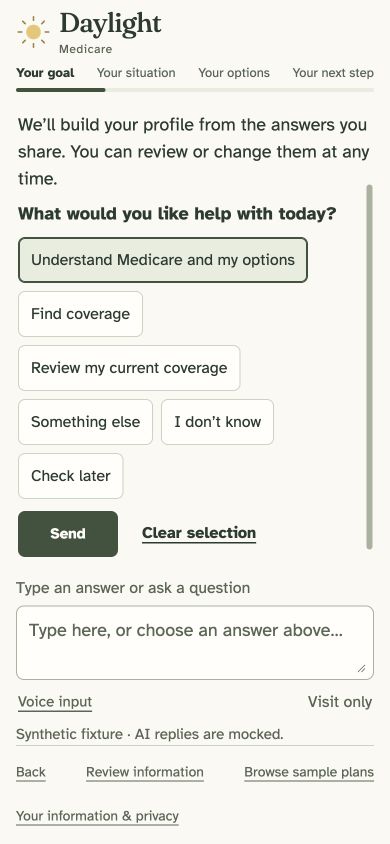 Daylight
Medicare
Your goal Your situation Your options Your next step
We’ll build your profile from the answers you
share. You can review or change them at any
time.
What would you like help with today?
Understand Medicare and my options
Find coverage
Review my current coverage
Something else I don’t know
Check later
Send Clear selection
Type an answer or ask a question
Type here, or choose an answer above...
Voice input Visit only
Synthetic fixture · AI replies are mocked.
Back Review information Browse sample plans
Your information & privacy